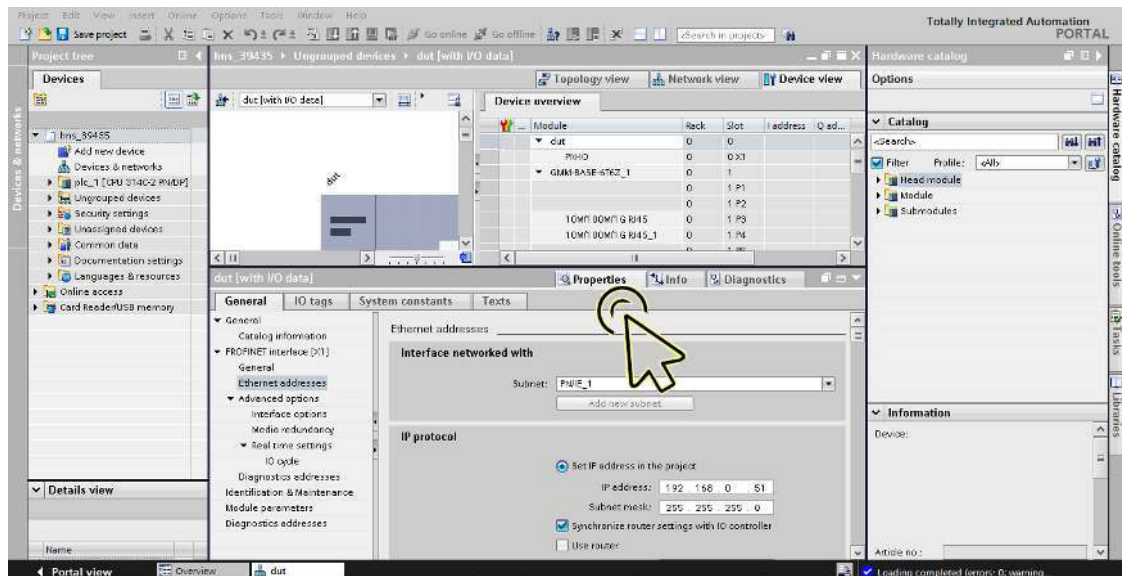 Project Edit View Insert Online Options Tools Window Help
Totally Integrated Automation
PORTAL
Save project
Go online
Go offline
<Search in project>
Project tree
hns_39435 ▸ Ungrouped devices ▸ dut [with I/O data]
Hardware catalog
Devices
Topology view
Network view
Device view
Options
dut [with I/O data]
Device overview
Module
Rack
Slot
I address
Q ad...
Catalog
<Search>
Filter
Profile:
<All>
Head module
Module
Submodules
hns_39435
Add new device
Devices & networks
plc_1 [CPU 314C-2 PN/DP]
Ungrouped devices
Security settings
Unassigned devices
Common data
Documentation settings
Languages & resources
Online access
Card Reader/USB memory
dut
dut 0 0
PN-IO 0 0 X1
GMM-BASE-6T6Z_1 0 1
0 1 P1
0 1 P2
10M/100M/1G RJ45 0 1 P3
10M/100M/1G RJ45_1 0 1 P4
Devices & networks
Hardware catalog
Online tools
Tasks
Libraries
dut [with I/O data]
Properties
Info
Diagnostics
General
IO tags
System constants
Texts
General
Catalog information
PROFINET interface [X1]
General
Ethernet addresses
Advanced options
Interface options
Media redundancy
Real time settings
IO cycle
Diagnostics addresses
Identification & Maintenance
Module parameters
Diagnostics addresses
Ethernet addresses
Interface networked with
Subnet: PN/IE_1
Add new subnet
IP protocol
Set IP address in the project
IP address: 192 . 168 . 0 . 51
Subnet mask: 255 . 255 . 255 . 0
Synchronize router settings with IO controller
Use router
Information
Device:
Article no.:
Details view
Name
Portal view
Overview
dut
Loading completed (errors: 0; warning...